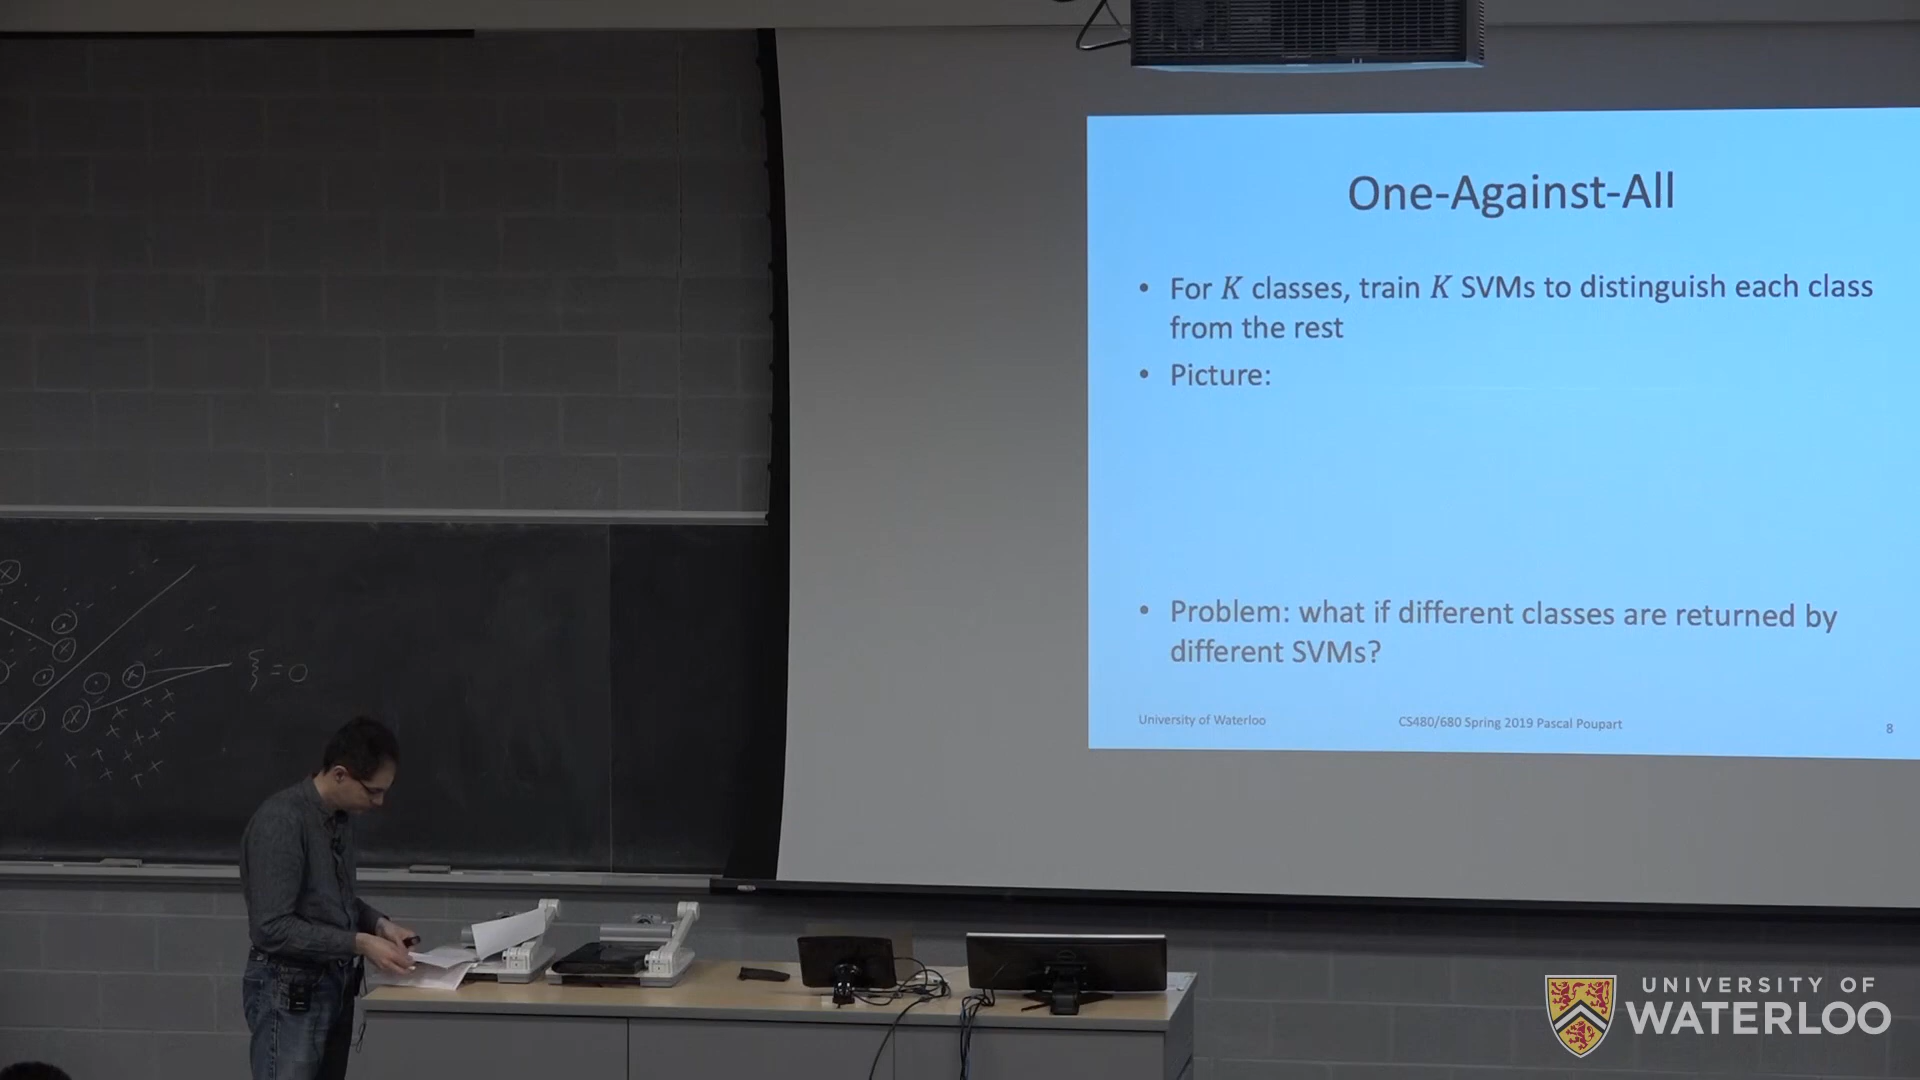 One-Against-All
• For K classes, train K SVMs to distinguish each class
from the rest
• Picture:
• Problem: what if different classes are returned by
different SVMs?
University of Waterloo
CS480/680 Spring 2019 Pascal Poupart
8
ξ = 0
UNIVERSITY OF
WATERLOO